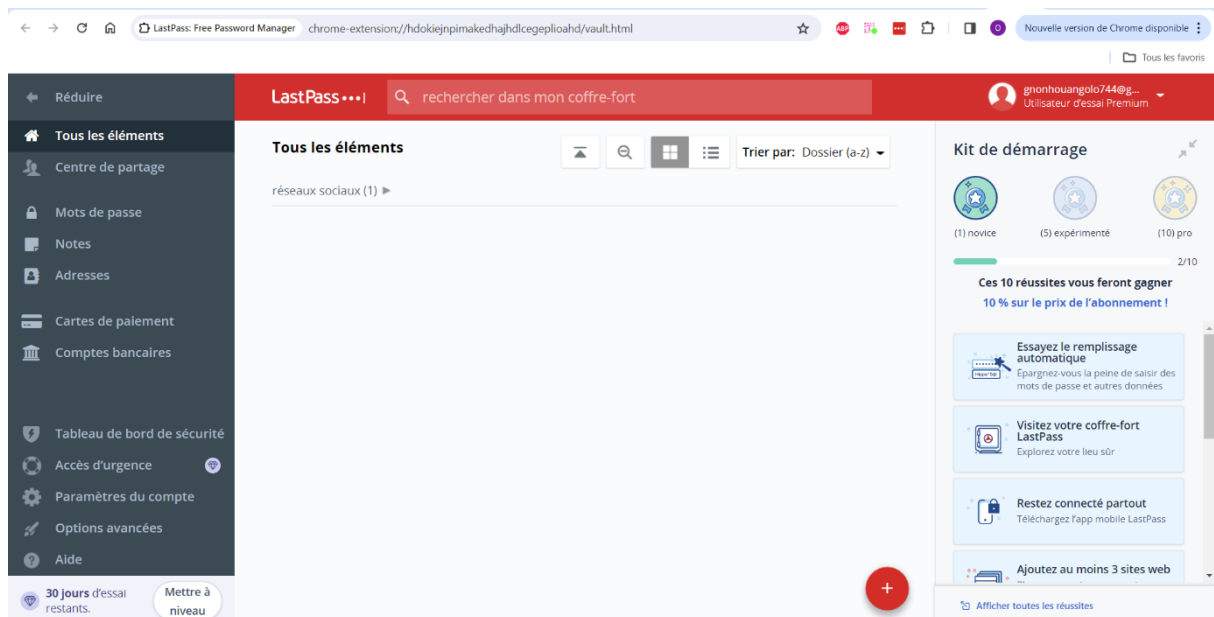 LastPass: Free Password Manager
chrome-extension://hdokiejnpimakedhajhdlcegeplioahd/vault.html
ABP
O
Nouvelle version de Chrome disponible
Tous les favoris
Réduire
LastPass
rechercher dans mon coffre-fort
gnonhouangolo744@g...
Utilisateur d'essai Premium
Tous les éléments
Centre de partage
Mots de passe
Notes
Adresses
Cartes de paiement
Comptes bancaires
Tableau de bord de sécurité
Accès d'urgence
Paramètres du compte
Options avancées
Aide
30 jours d'essai
restants.
Mettre à
niveau
Tous les éléments
Trier par: Dossier (a-z)
réseaux sociaux (1)
+
Kit de démarrage
(1) novice
(5) expérimenté
(10) pro
2/10
Ces 10 réussites vous feront gagner
10 % sur le prix de l'abonnement !
Essayez le remplissage
automatique
Épargnez-vous la peine de saisir des
mots de passe et autres données
Visitez votre coffre-fort
LastPass
Explorez votre lieu sûr
Restez connecté partout
Téléchargez l'app mobile LastPass
Ajoutez au moins 3 sites web
Afficher toutes les réussites